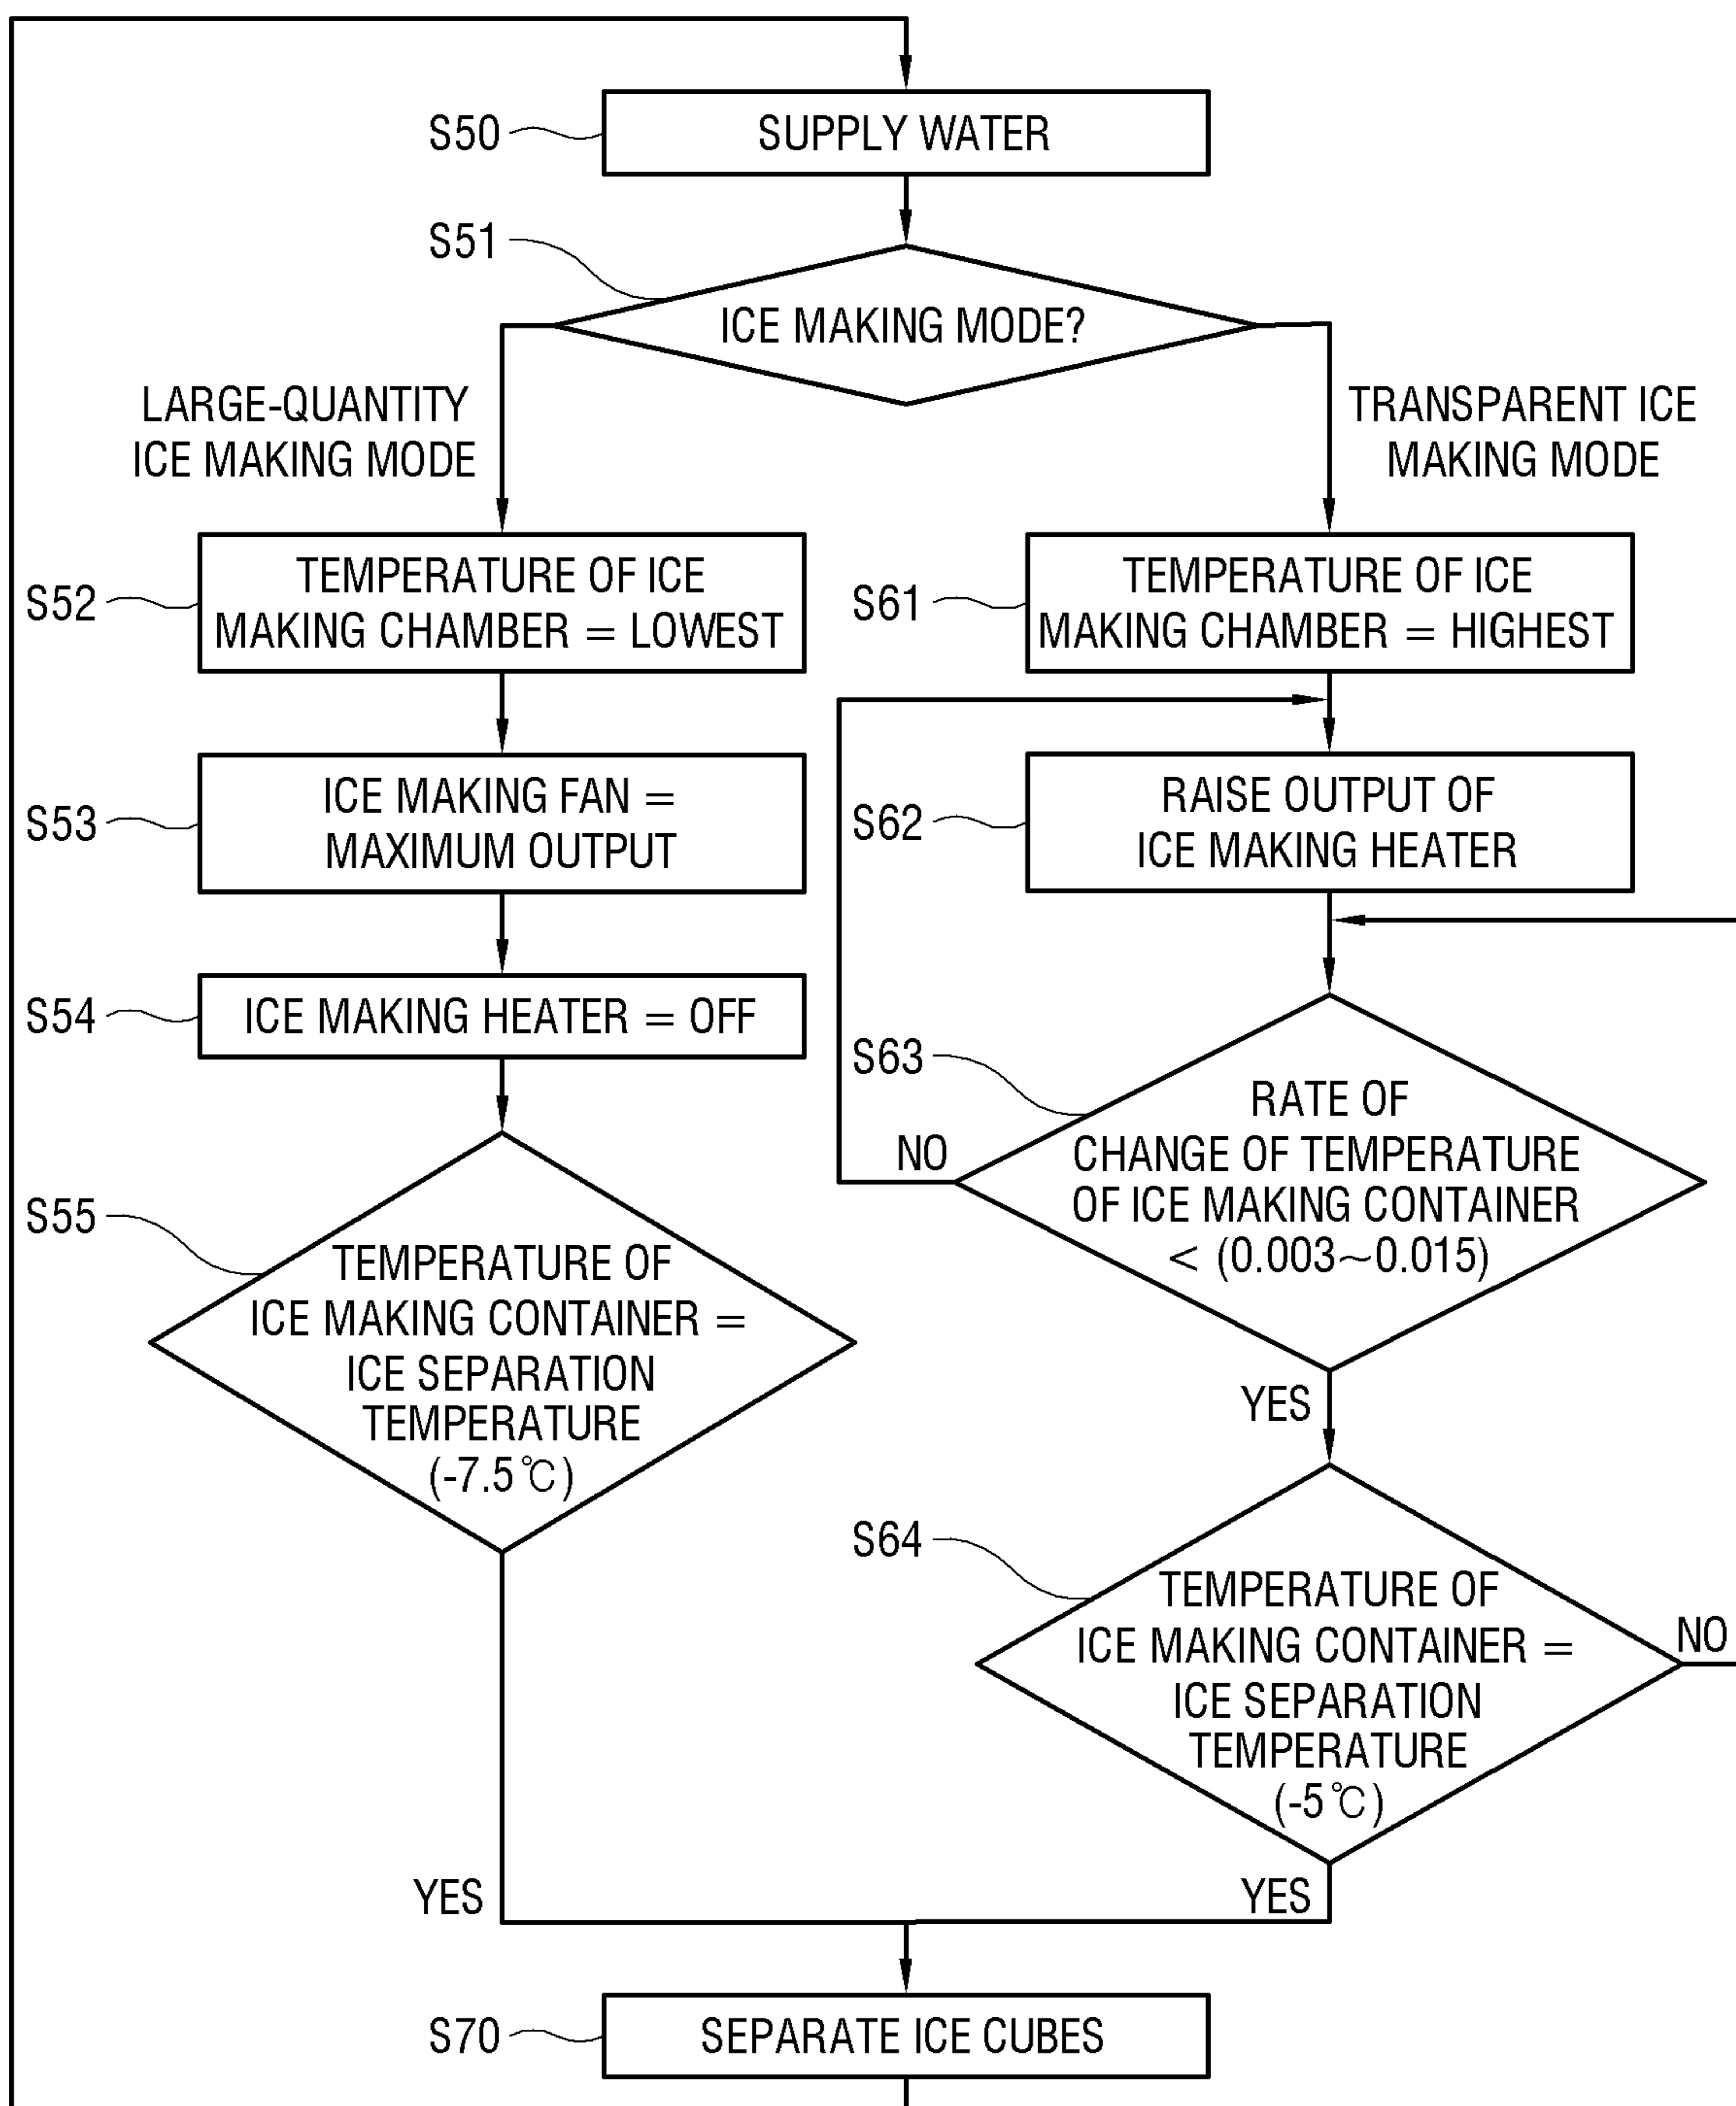 S50
SUPPLY WATER
S51
ICE MAKING MODE?
LARGE-QUANTITY
ICE MAKING MODE
TRANSPARENT ICE
MAKING MODE
S52
TEMPERATURE OF ICE
MAKING CHAMBER = LOWEST
S61
TEMPERATURE OF ICE
MAKING CHAMBER = HIGHEST
S53
ICE MAKING FAN =
MAXIMUM OUTPUT
S62
RAISE OUTPUT OF
ICE MAKING HEATER
S54
ICE MAKING HEATER = OFF
S63
RATE OF
CHANGE OF TEMPERATURE
OF ICE MAKING CONTAINER
< (0.003~0.015)
NO
YES
S55
TEMPERATURE OF
ICE MAKING CONTAINER =
ICE SEPARATION
TEMPERATURE
(-7.5℃)
YES
S64
TEMPERATURE OF
ICE MAKING CONTAINER =
ICE SEPARATION
TEMPERATURE
(-5℃)
NO
YES
S70
SEPARATE ICE CUBES